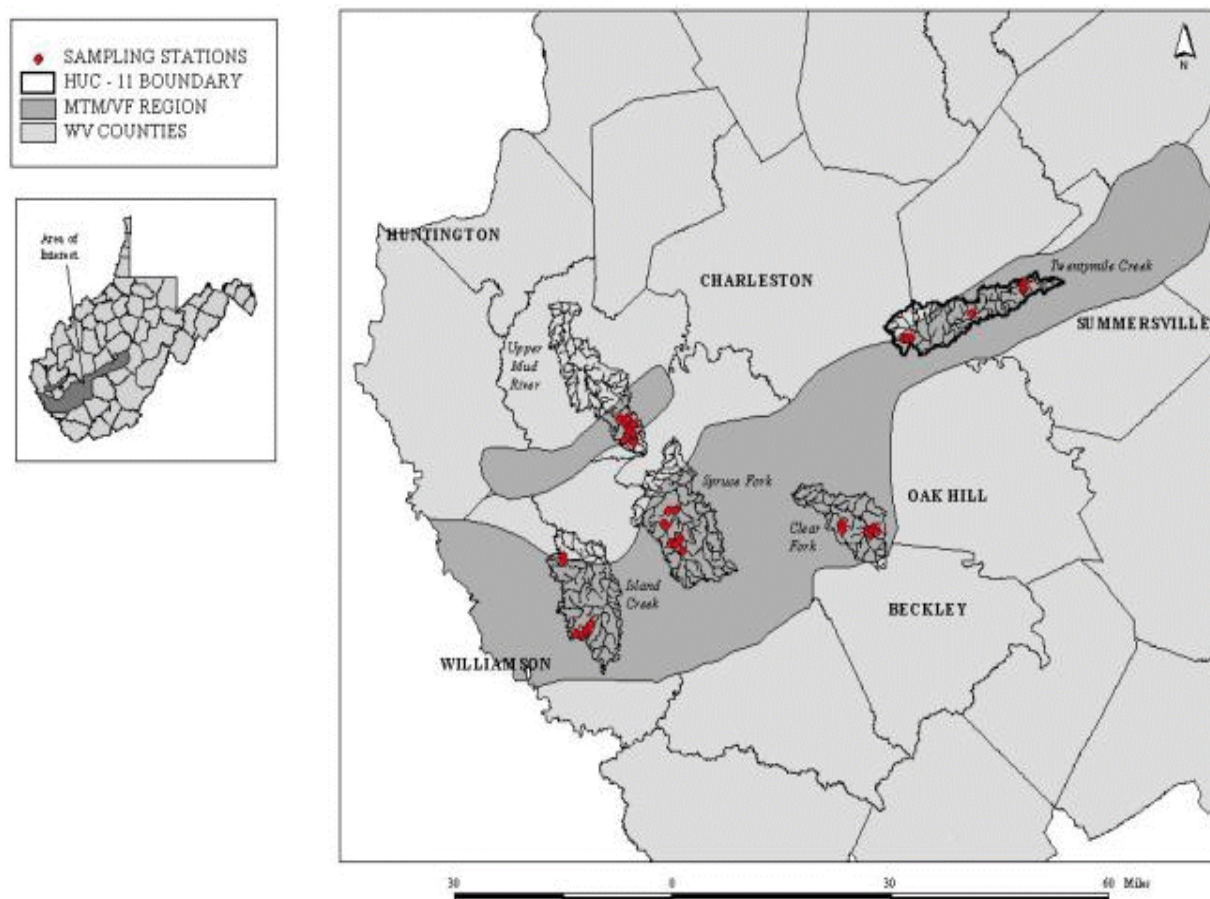 SAMPLING STATIONS
HUC - 11 BOUNDARY
MTM/VF REGION
WV COUNTIES
Area of
Interest
N
HUNTINGTON
CHARLESTON
Twentymile Creek
SUMMERSVILLE
Upper
Mud
River
Spruse Fork
OAK HILL
Clear
Fork
Island
Creek
BECKLEY
WILLIAMSON
30 0 30 60 Miles